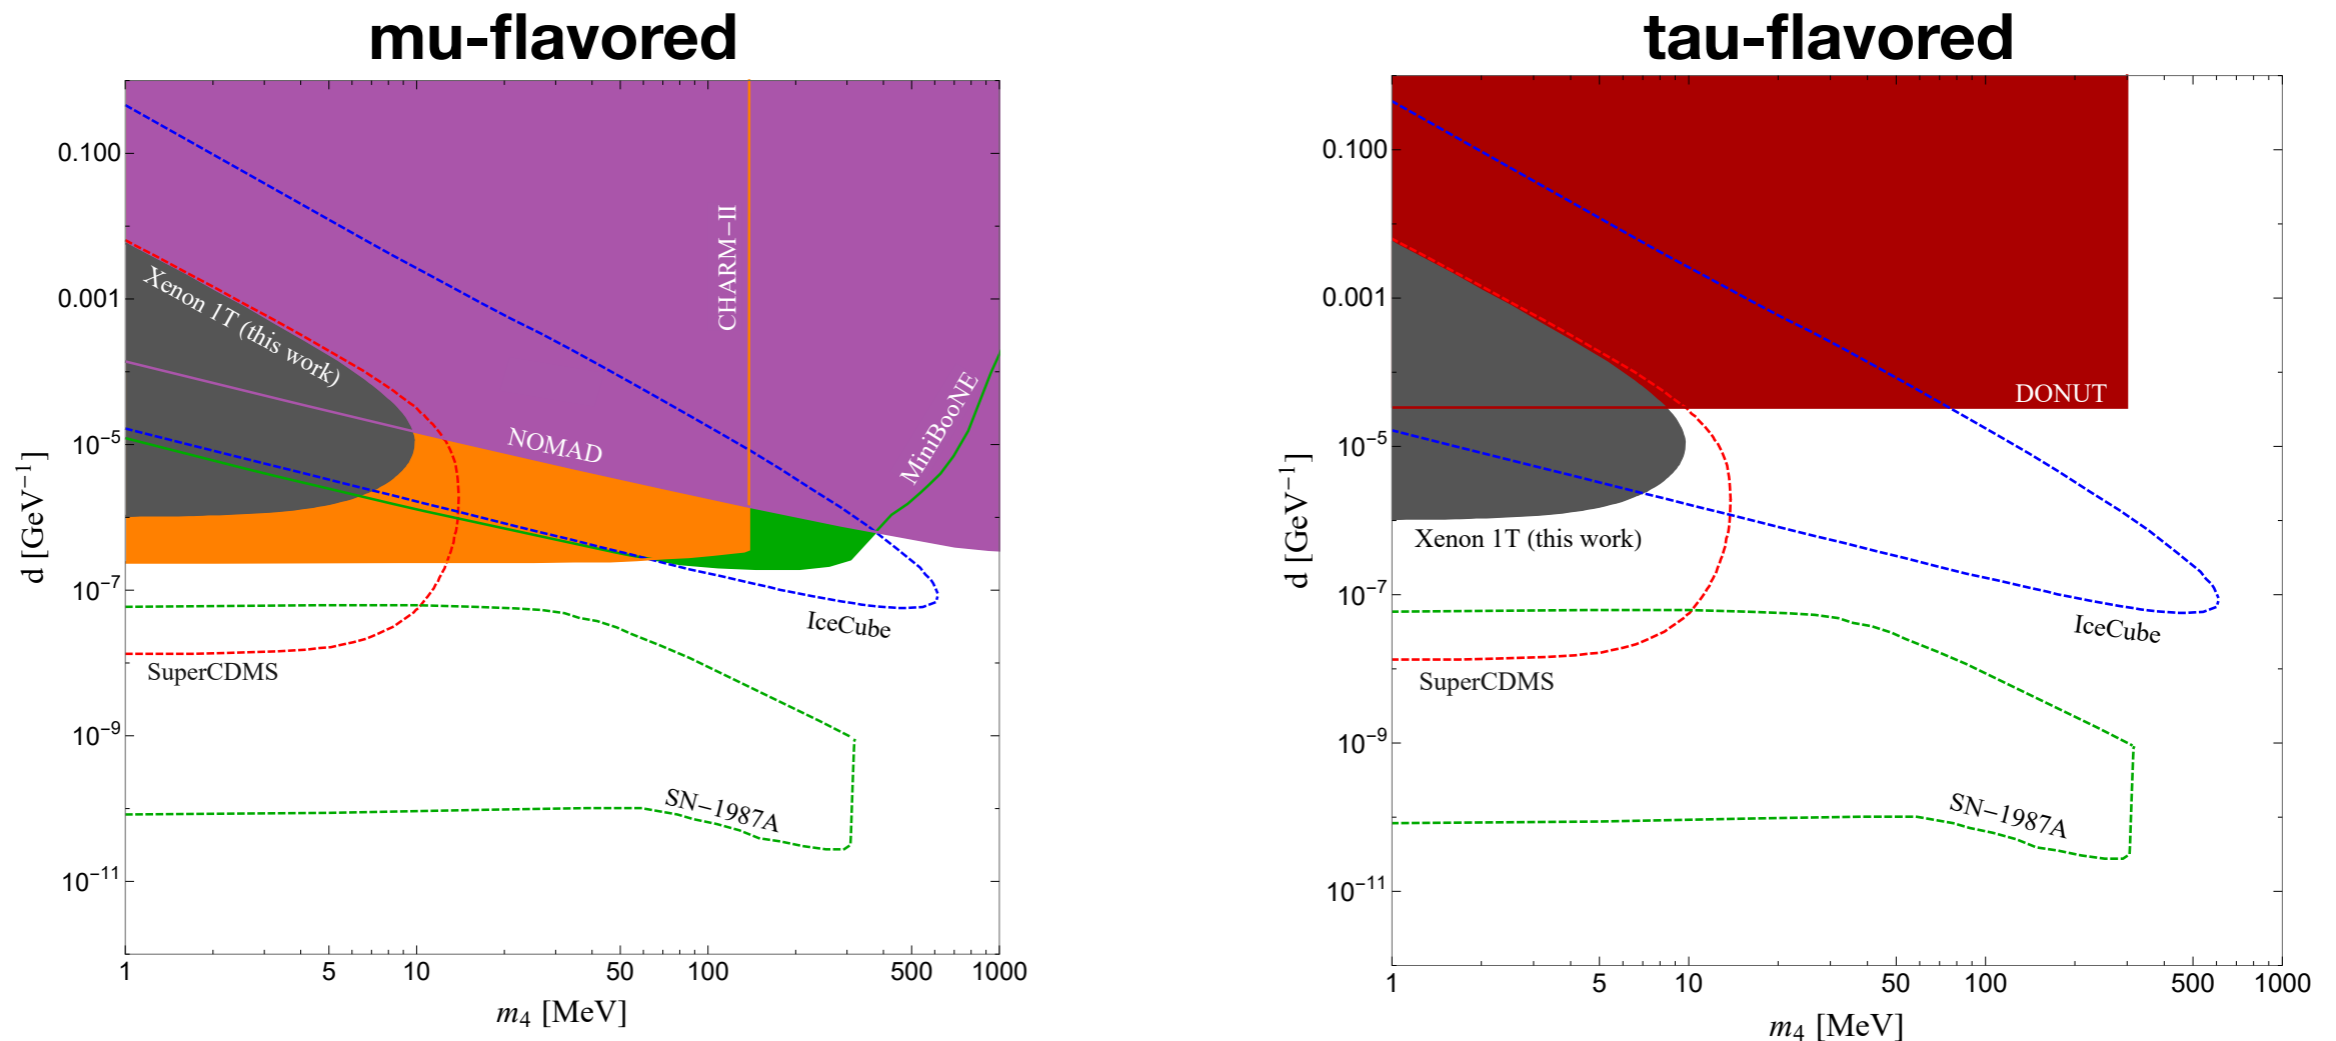 mu-flavored
0.100
0.001
10−5
10−7
10−9
10−11
d [GeV−1]
Xenon 1T (this work)
CHARM−II
NOMAD
MiniBooNE
IceCube
SuperCDMS
SN−1987A
1 5 10 50 100 500 1000
m4 [MeV]
tau-flavored
0.100
0.001
10−5
10−7
10−9
10−11
d [GeV−1]
DONUT
Xenon 1T (this work)
IceCube
SuperCDMS
SN−1987A
1 5 10 50 100 500 1000
m4 [MeV]